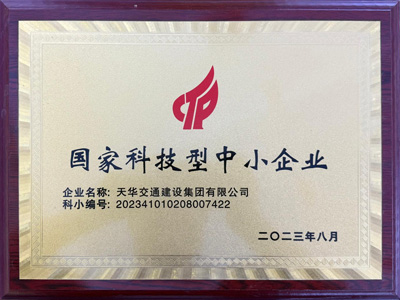 国家科技型中小企业
企业名称: 天华交通建设集团有限公司
科小编号: 202341010208007422
二〇二三年八月